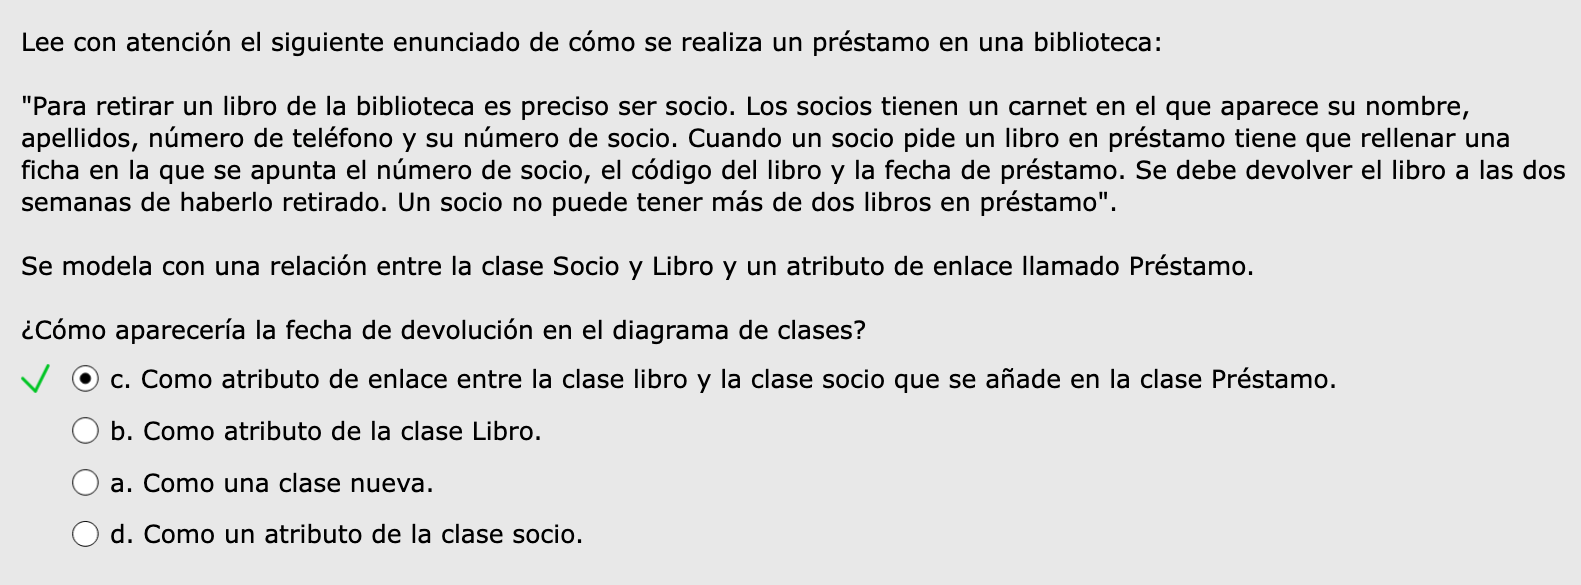 Lee con atención el siguiente enunciado de cómo se realiza un préstamo en una biblioteca:
"Para retirar un libro de la biblioteca es preciso ser socio. Los socios tienen un carnet en el que aparece su nombre,
apellidos, número de teléfono y su número de socio. Cuando un socio pide un libro en préstamo tiene que rellenar una
ficha en la que se apunta el número de socio, el código del libro y la fecha de préstamo. Se debe devolver el libro a las dos
semanas de haberlo retirado. Un socio no puede tener más de dos libros en préstamo".
Se modela con una relación entre la clase Socio y Libro y un atributo de enlace llamado Préstamo.
¿Cómo aparecería la fecha de devolución en el diagrama de clases?
c. Como atributo de enlace entre la clase libro y la clase socio que se añade en la clase Préstamo.
b. Como atributo de la clase Libro.
a. Como una clase nueva.
d. Como un atributo de la clase socio.